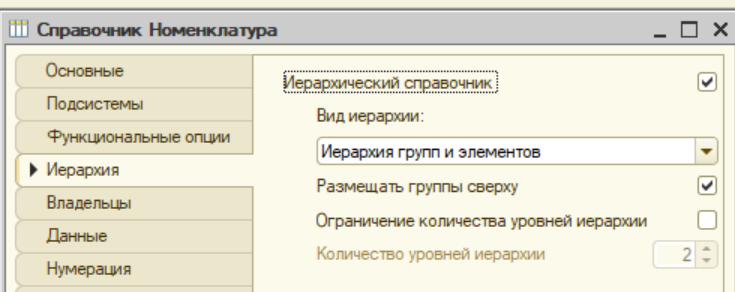 Справочник Номенклатура
Основные
Подсистемы
Функциональные опции
Иерархия
Владельцы
Данные
Нумерация
Иерархический справочник
Вид иерархии:
Иерархия групп и элементов
Размещать группы сверху
Ограничение количества уровней иерархии
Количество уровней иерархии 2